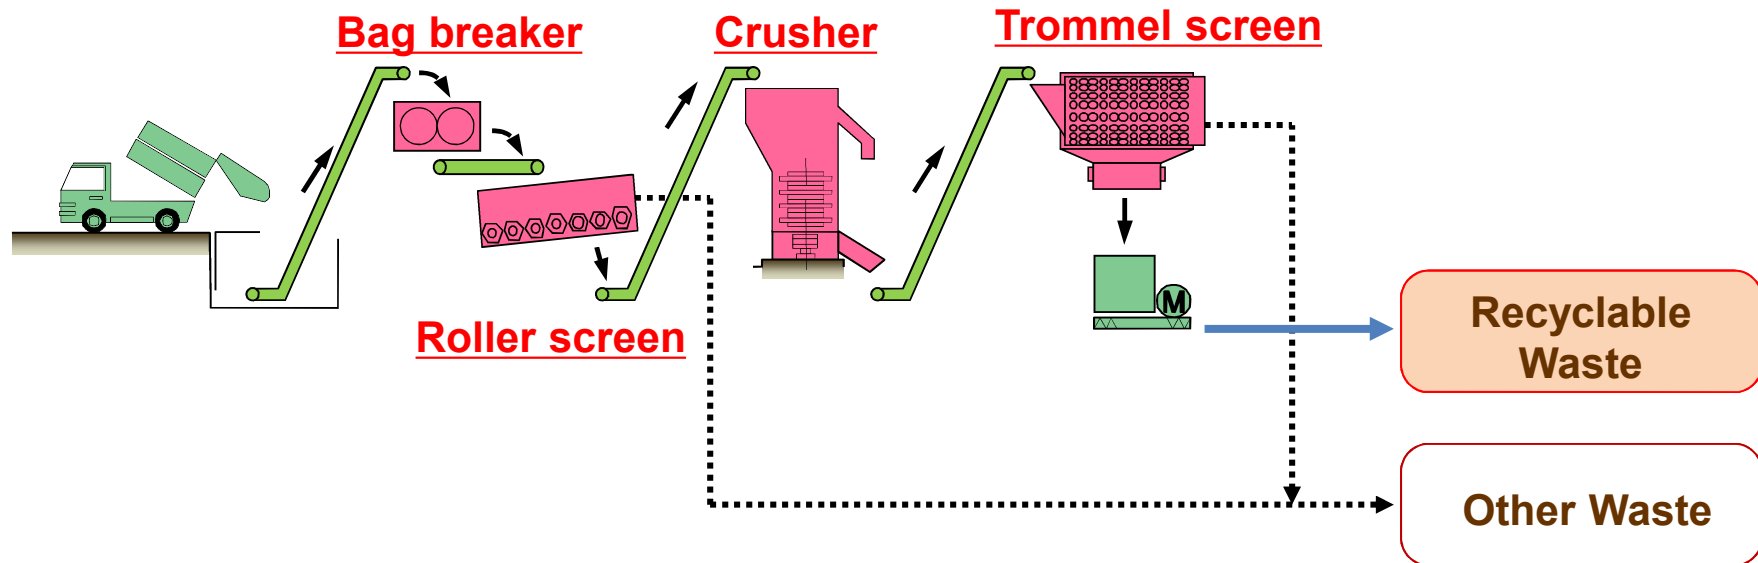 Bag breaker
Crusher
Trommel screen
Roller screen
M
Recyclable
Waste
Other Waste